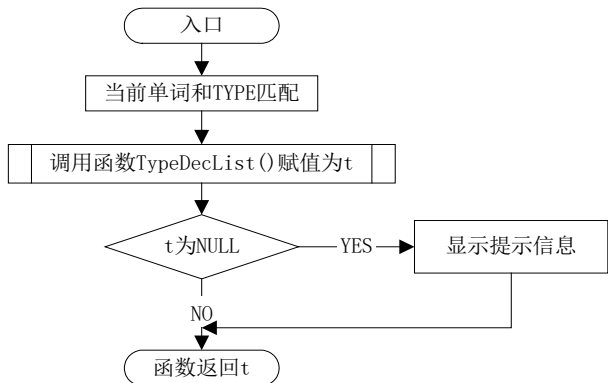 入口
当前单词和TYPE匹配
调用函数TypeDecList()赋值为t
t为NULL
YES
显示提示信息
NO
函数返回t